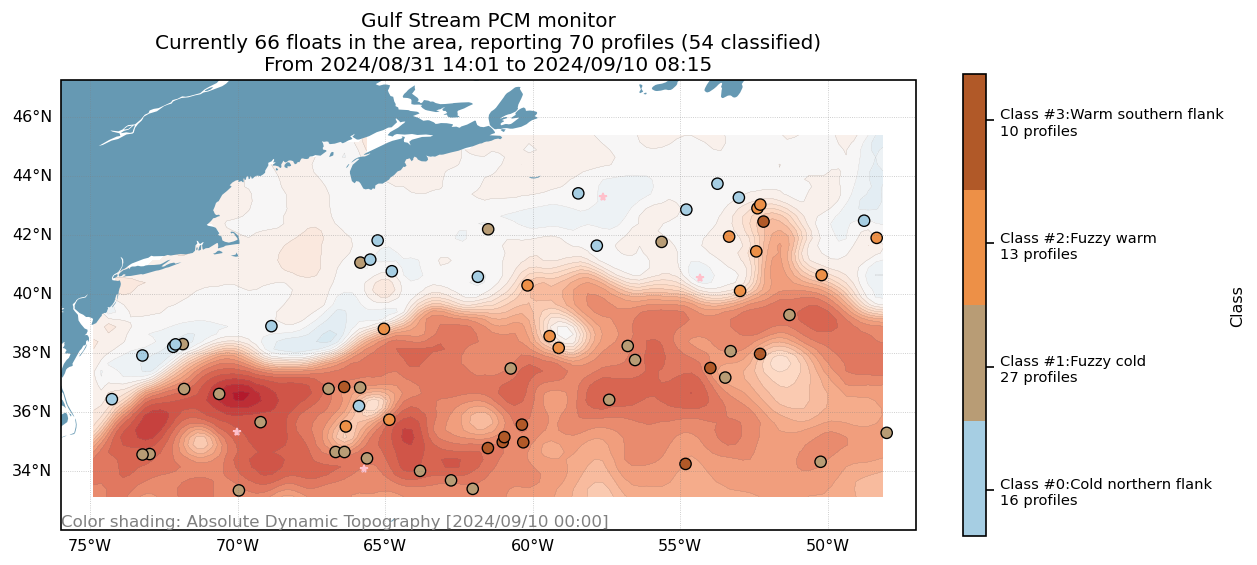 Gulf Stream PCM monitor
Currently 66 floats in the area, reporting 70 profiles (54 classified)
From 2024/08/31 14:01 to 2024/09/10 08:15
46°N
44°N
42°N
40°N
38°N
36°N
34°N
Color shading: Absolute Dynamic Topography [2024/09/10 00:00]
75°W
70°W
65°W
60°W
55°W
50°W
Class #3:Warm southern flank
10 profiles
Class #2:Fuzzy warm
13 profiles
Class #1:Fuzzy cold
27 profiles
Class #0:Cold northern flank
16 profiles
Class